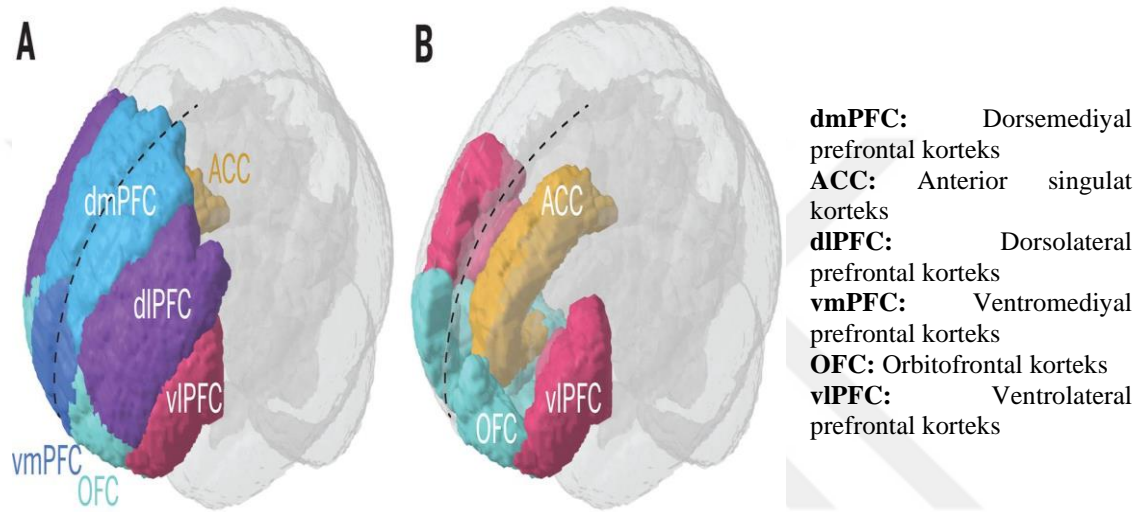 A
ACC
dmPFC
dlPFC
vlPFC
vmPFC
OFC
B
ACC
vlPFC
OFC
dmPFC: Dorsemediyal
prefrontal korteks
ACC: Anterior singulat
korteks
dlPFC: Dorsolateral
prefrontal korteks
vmPFC: Ventromediyal
prefrontal korteks
OFC: Orbitofrontal korteks
vlPFC: Ventrolateral
prefrontal korteks